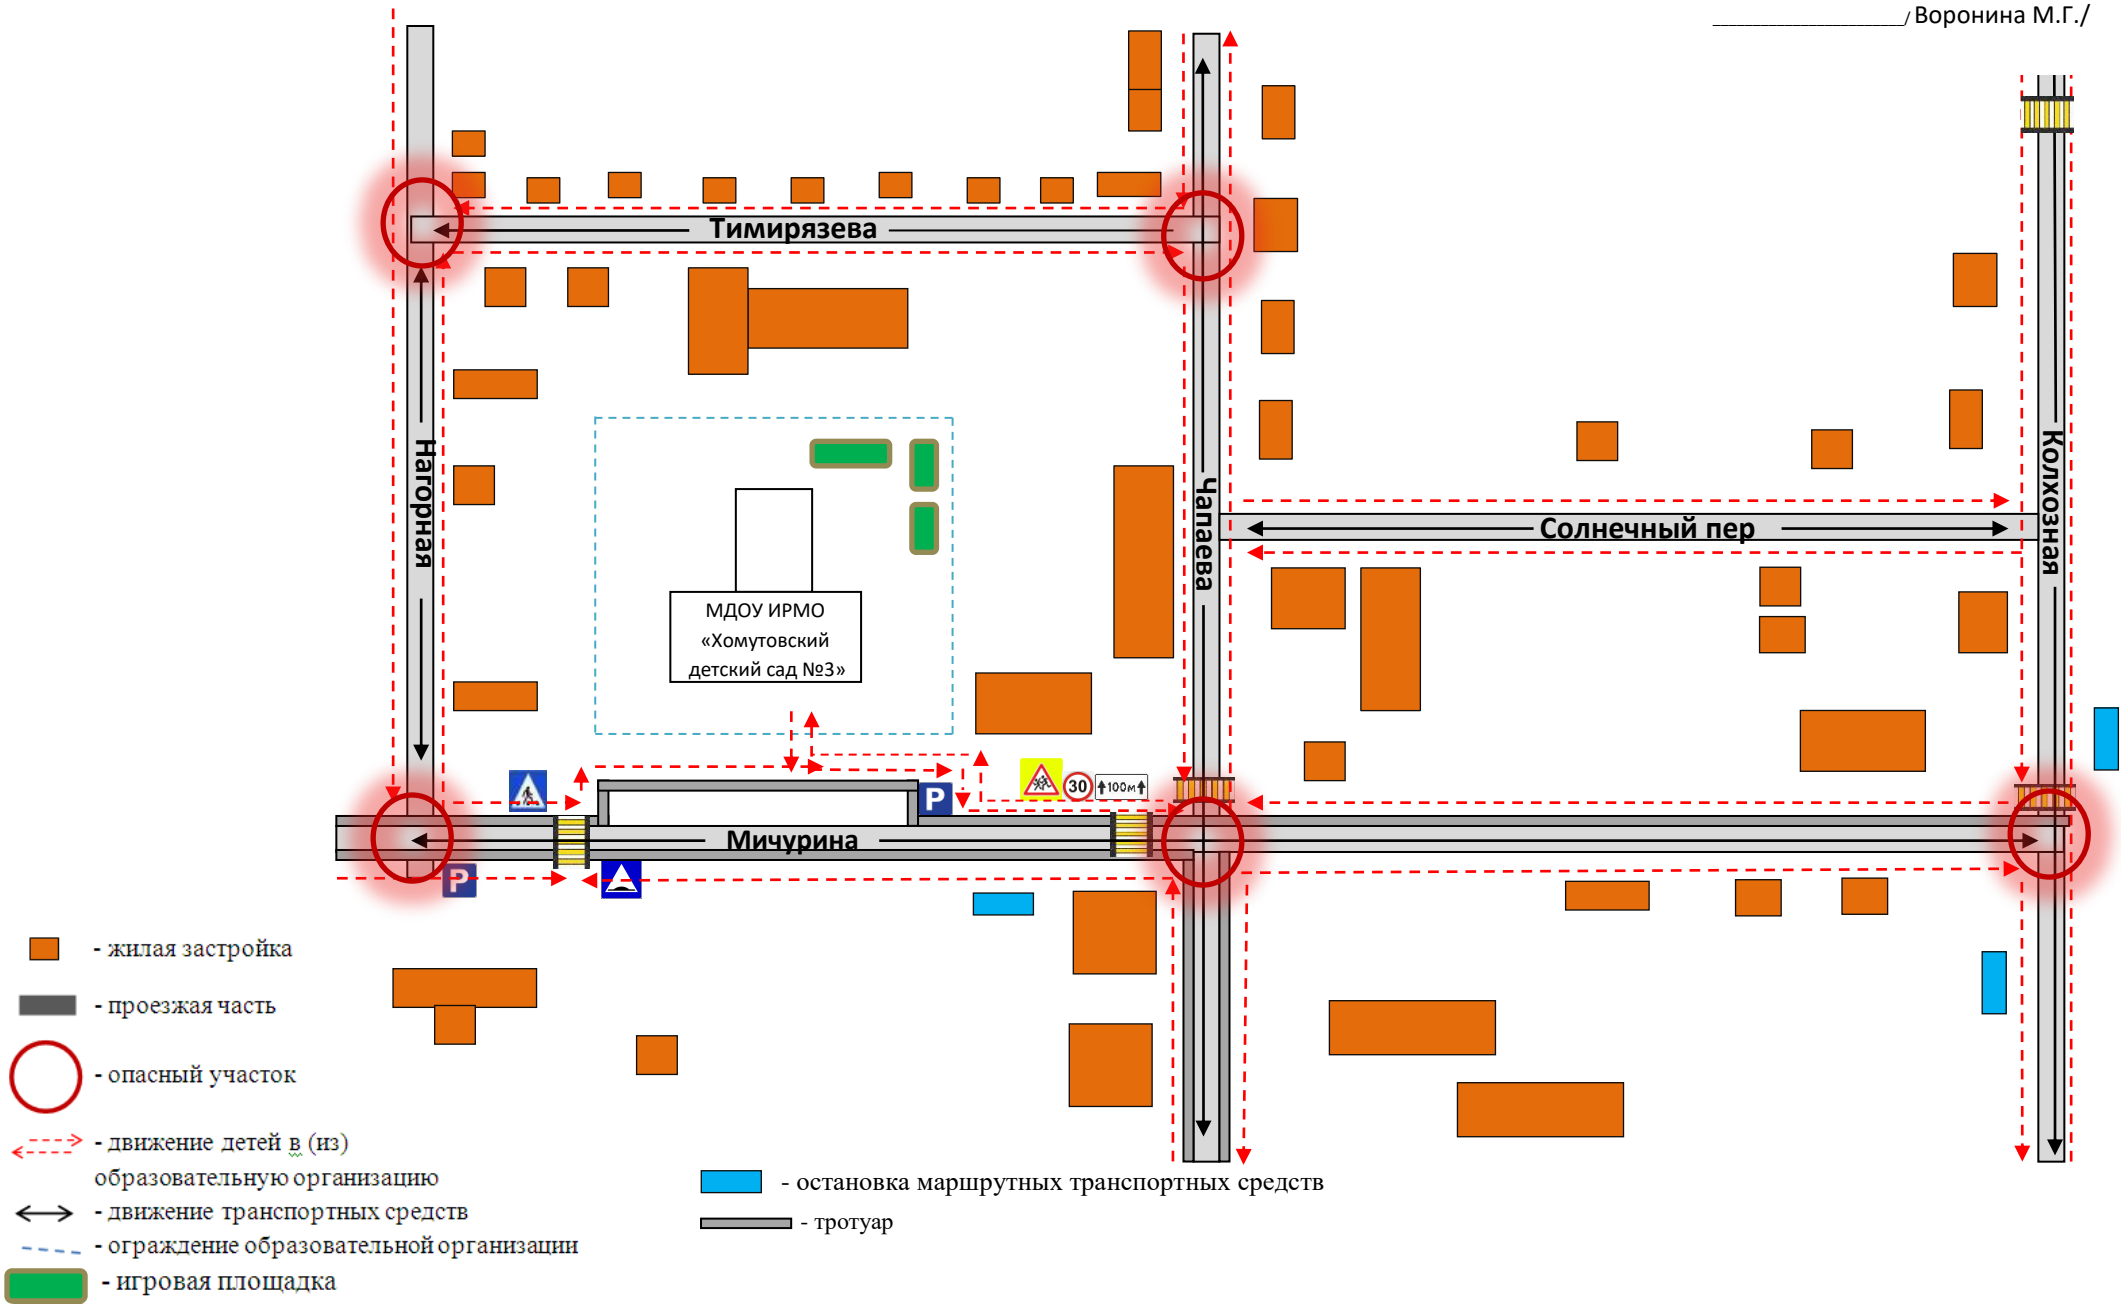 ________________________/ Воронина М.Г./
Тимирязева
Нагорная
Чапаева
Колхозная
Солнечный пер
МДОУ ИРМО
«Хомутовский
детский сад №3»
30
100м
P
Мичурина
P
- жилая застройка
- проезжая часть
- опасный участок
- движение детей в (из)
образовательную организацию
- движение транспортных средств
- ограждение образовательной организации
- игровая площадка
- остановка маршрутных транспортных средств
- тротуар